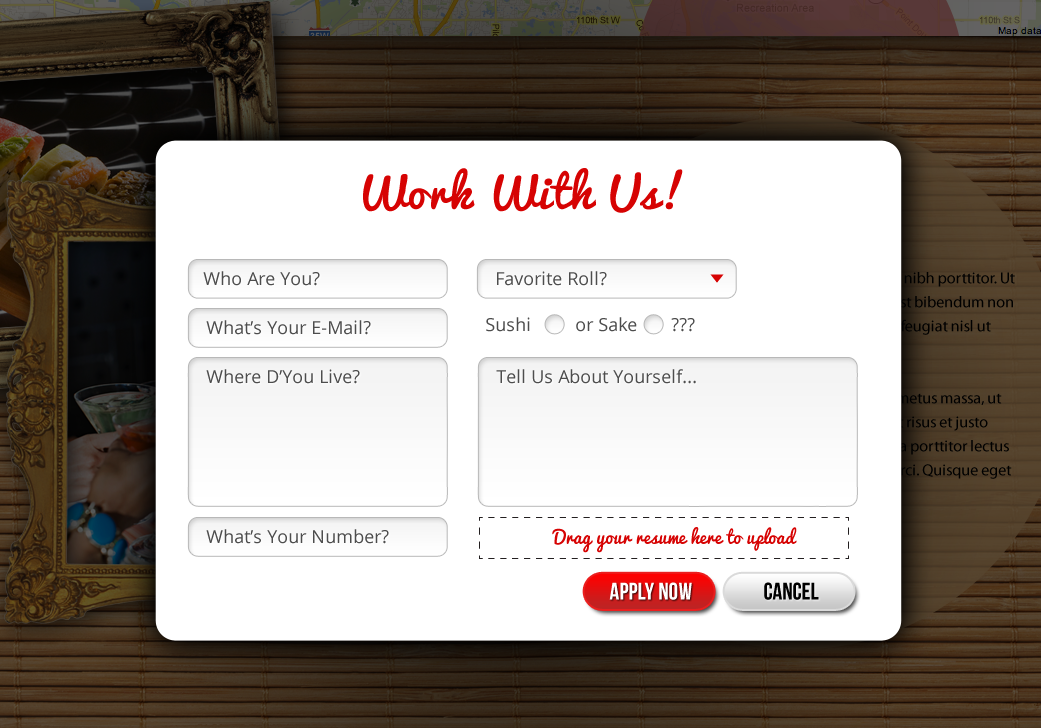 110th St W
Recreation Area
110th St S
Map data
35W
Work With Us!
Who Are You?
Favorite Roll?
What's Your E-Mail?
Sushi or Sake ???
Where D'You Live?
Tell Us About Yourself...
What's Your Number?
Drag your resume here to upload
APPLY NOW
CANCEL
nibh porttitor. Ut
st bibendum non
feugiat nisl ut
metus massa, ut
risus et justo
a porttitor lectus
rci. Quisque eget